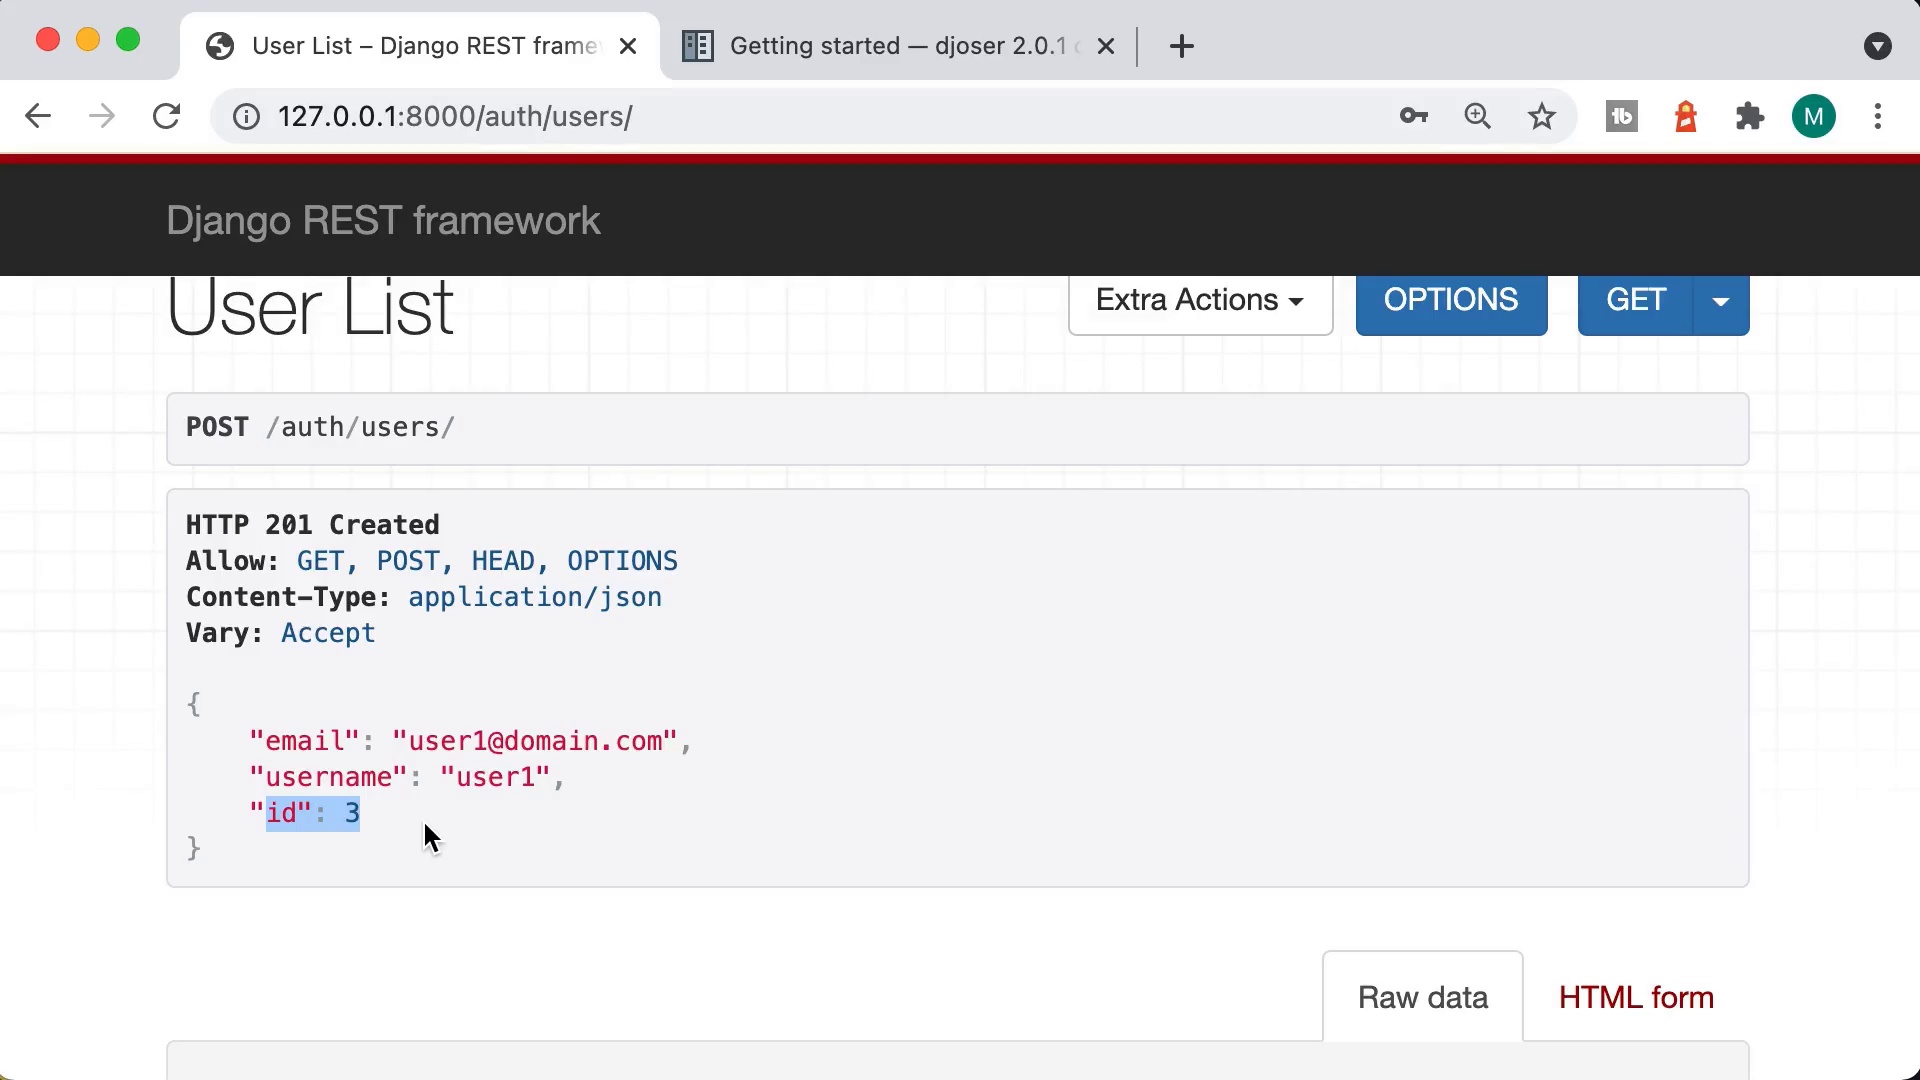 User List – Django REST frame
Getting started — djoser 2.0.1
127.0.0.1:8000/auth/users/
tb
M
Django REST framework
User List
Extra Actions
OPTIONS
GET
POST /auth/users/
HTTP 201 Created
Allow: GET, POST, HEAD, OPTIONS
Content-Type: application/json
Vary: Accept
{
"email": "user1@domain.com",
"username": "user1",
"id": 3
}
Raw data
HTML form